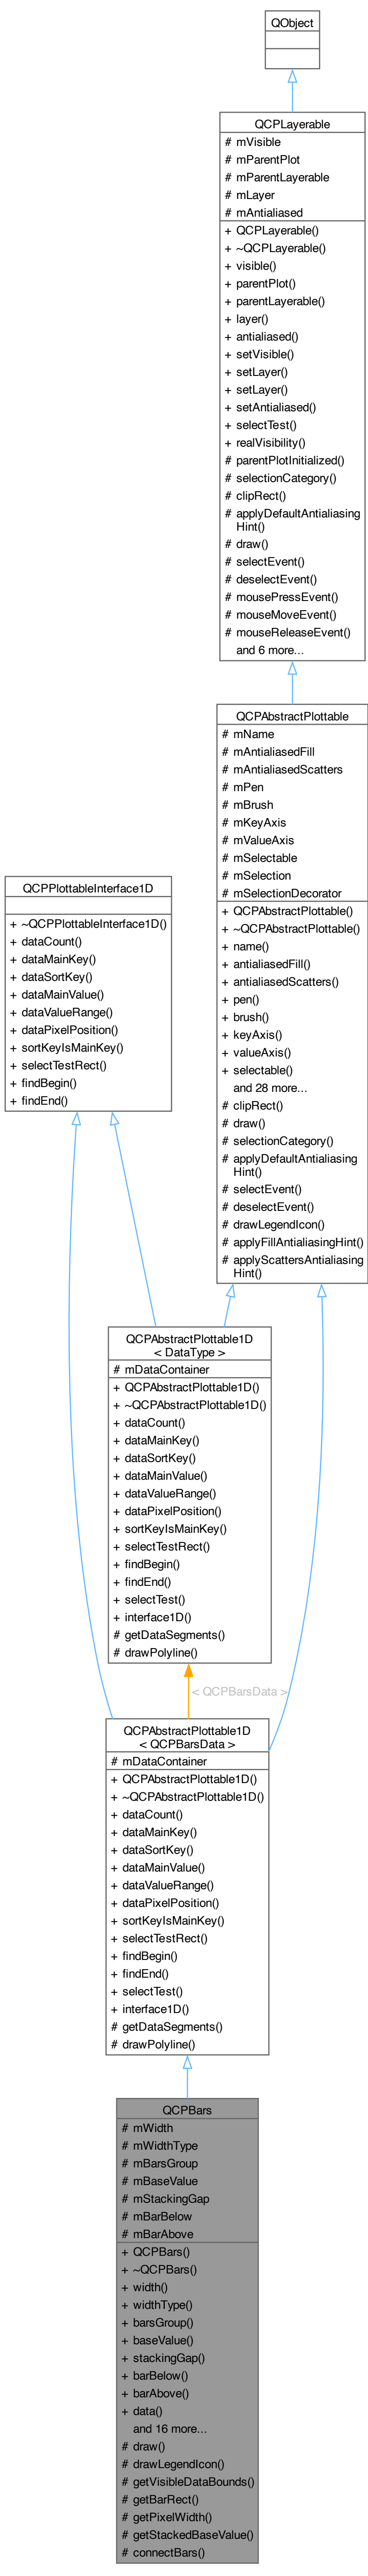 QObject
QCPLayerable
# mVisible
# mParentPlot
# mParentLayerable
# mLayer
# mAntialiased
+ QCPLayerable()
+ ~QCPLayerable()
+ visible()
+ parentPlot()
+ parentLayerable()
+ layer()
+ antialiased()
+ setVisible()
+ setLayer()
+ setLayer()
+ setAntialiased()
+ selectTest()
+ realVisibility()
# parentPlotInitialized()
# selectionCategory()
# clipRect()
# applyDefaultAntialiasing
Hint()
# draw()
# selectEvent()
# deselectEvent()
# mousePressEvent()
# mouseMoveEvent()
# mouseReleaseEvent()
and 6 more...
QCPAbstractPlottable
# mName
# mAntialiasedFill
# mAntialiasedScatters
# mPen
# mBrush
# mKeyAxis
# mValueAxis
# mSelectable
# mSelection
# mSelectionDecorator
+ QCPAbstractPlottable()
+ ~QCPAbstractPlottable()
+ name()
+ antialiasedFill()
+ antialiasedScatters()
+ pen()
+ brush()
+ keyAxis()
+ valueAxis()
+ selectable()
and 28 more...
# clipRect()
# draw()
# selectionCategory()
# applyDefaultAntialiasing
Hint()
# selectEvent()
# deselectEvent()
# drawLegendIcon()
# applyFillAntialiasingHint()
# applyScattersAntialiasing
Hint()
QCPPlottableInterface1D
+ ~QCPPlottableInterface1D()
+ dataCount()
+ dataMainKey()
+ dataSortKey()
+ dataMainValue()
+ dataValueRange()
+ dataPixelPosition()
+ sortKeyIsMainKey()
+ selectTestRect()
+ findBegin()
+ findEnd()
QCPAbstractPlottable1D
< DataType >
# mDataContainer
+ QCPAbstractPlottable1D()
+ ~QCPAbstractPlottable1D()
+ dataCount()
+ dataMainKey()
+ dataSortKey()
+ dataMainValue()
+ dataValueRange()
+ dataPixelPosition()
+ sortKeyIsMainKey()
+ selectTestRect()
+ findBegin()
+ findEnd()
+ selectTest()
+ interface1D()
# getDataSegments()
# drawPolyline()
< QCPBarsData >
QCPAbstractPlottable1D
< QCPBarsData >
# mDataContainer
+ QCPAbstractPlottable1D()
+ ~QCPAbstractPlottable1D()
+ dataCount()
+ dataMainKey()
+ dataSortKey()
+ dataMainValue()
+ dataValueRange()
+ dataPixelPosition()
+ sortKeyIsMainKey()
+ selectTestRect()
+ findBegin()
+ findEnd()
+ selectTest()
+ interface1D()
# getDataSegments()
# drawPolyline()
QCPBars
# mWidth
# mWidthType
# mBarsGroup
# mBaseValue
# mStackingGap
# mBarBelow
# mBarAbove
+ QCPBars()
+ ~QCPBars()
+ width()
+ widthType()
+ barsGroup()
+ baseValue()
+ stackingGap()
+ barBelow()
+ barAbove()
+ data()
and 16 more...
# draw()
# drawLegendIcon()
# getVisibleDataBounds()
# getBarRect()
# getPixelWidth()
# getStackedBaseValue()
# connectBars()